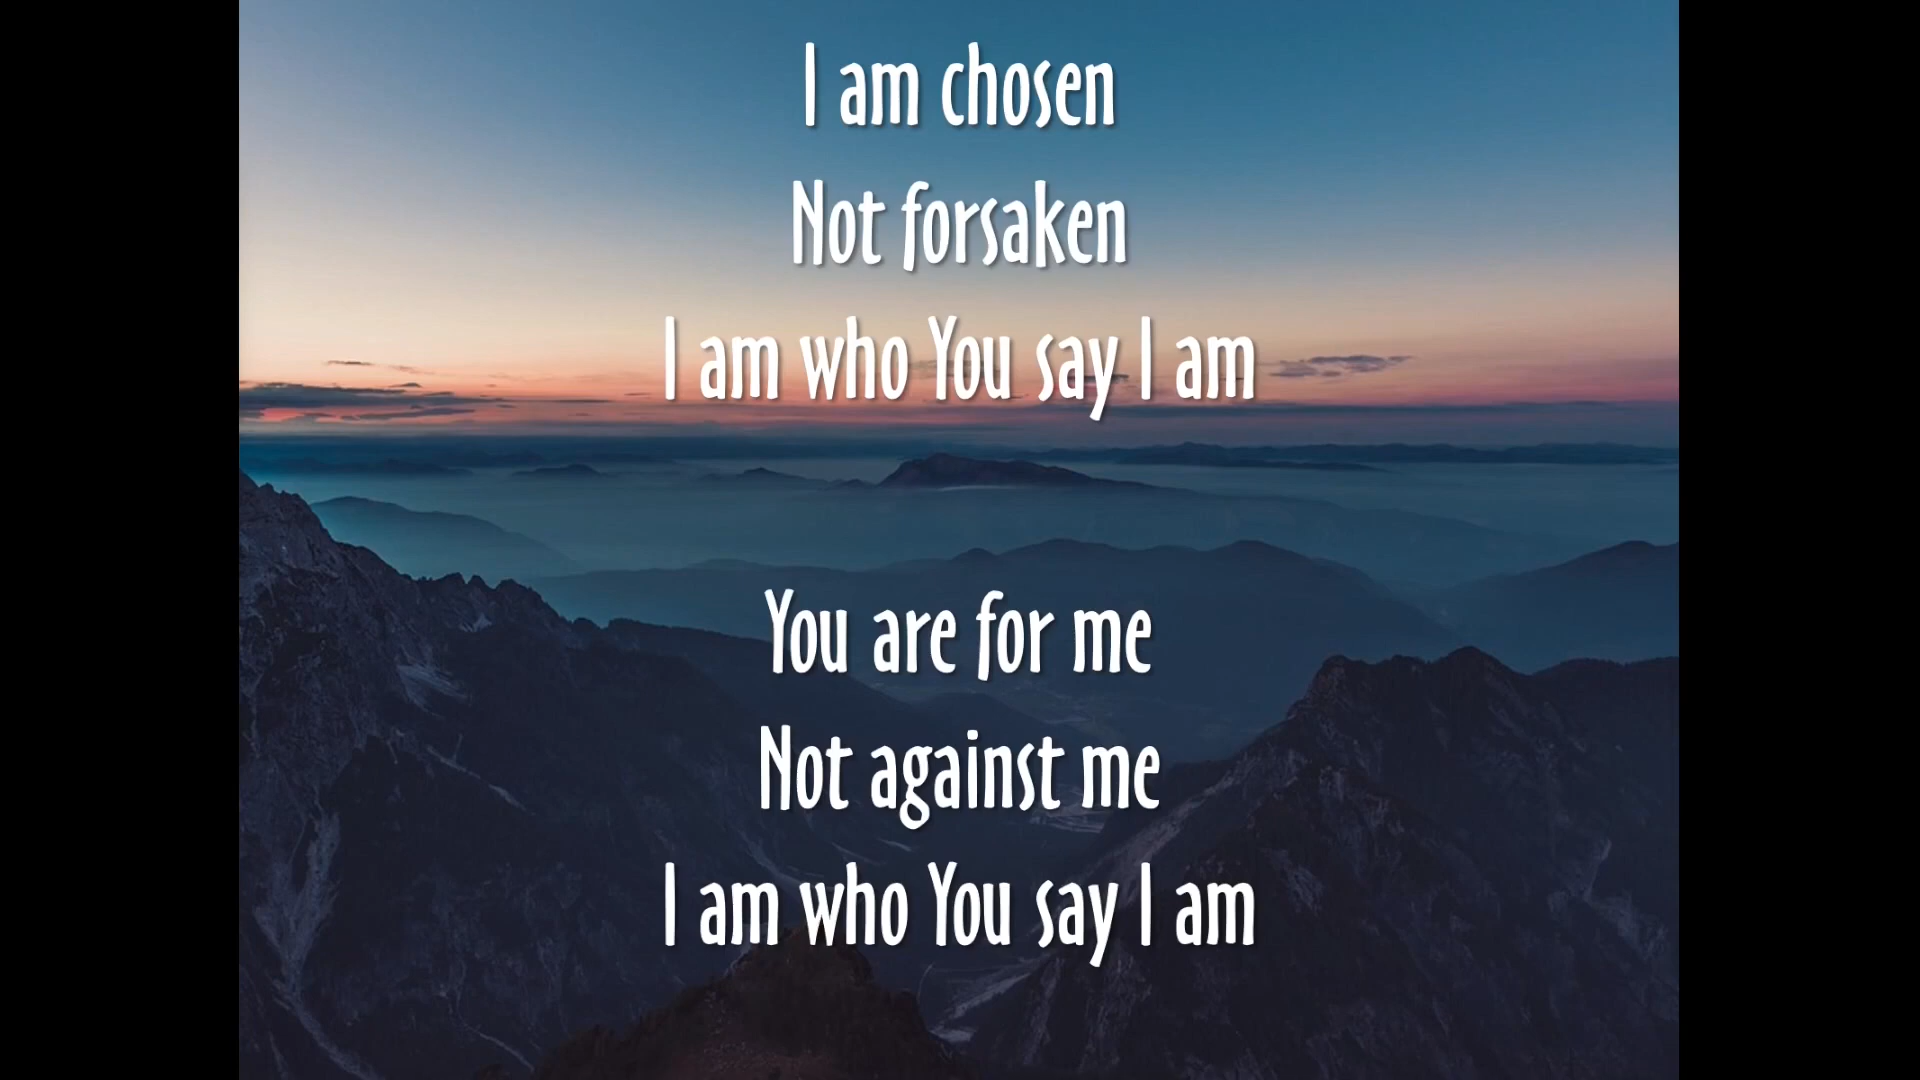 I am chosen
Not forsaken
I am who You say I am
You are for me
Not against me
I am who You say I am